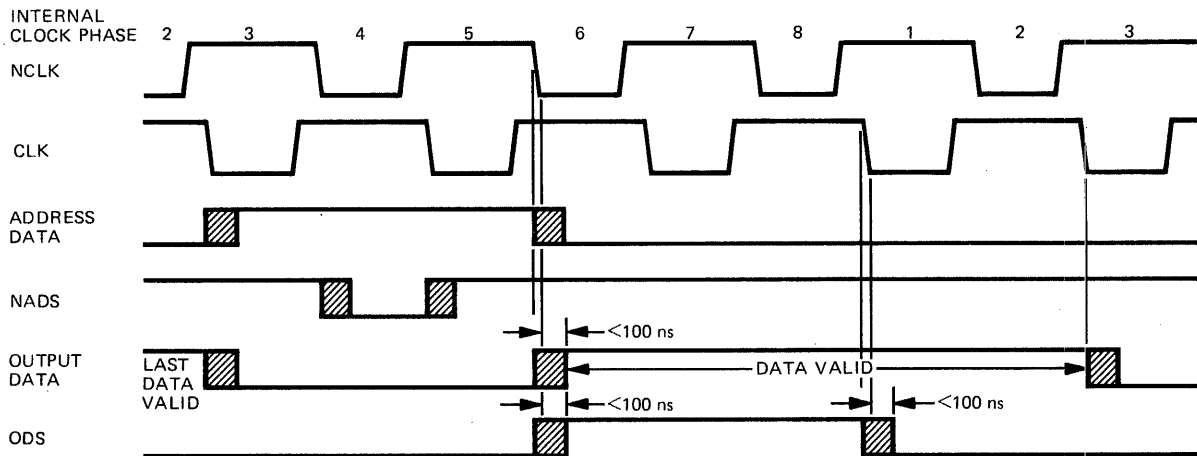 INTERNAL
CLOCK PHASE 2 3 4 5 6 7 8 1 2 3
NCLK
CLK
ADDRESS
DATA
NADS
<100 ns
OUTPUT
DATA
LAST
DATA
VALID
DATA VALID
<100 ns
<100 ns
ODS